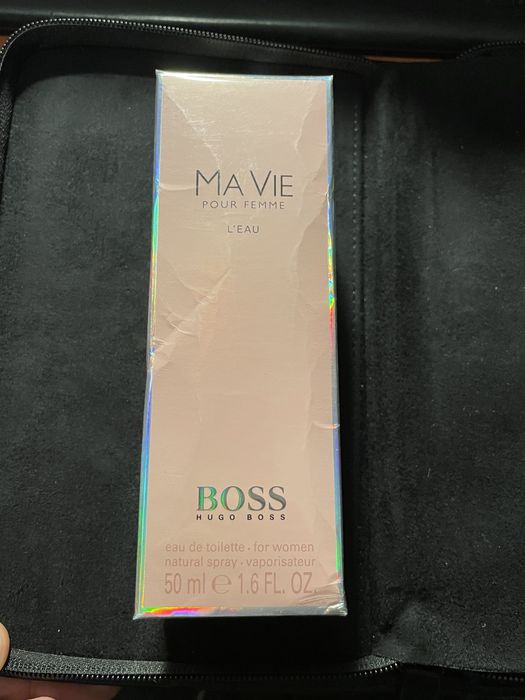 MA VIE
POUR FEMME
L'EAU
BOSS
HUGO BOSS
eau de toilette · for women
natural spray · vaporisateur
50 ml ℮ 1.6 FL. OZ.